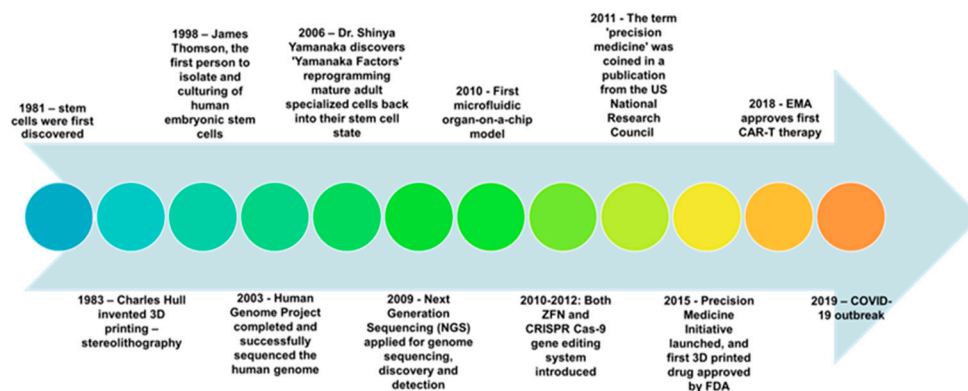 1981 – stem
cells were first
discovered
1983 – Charles Hull
invented 3D
printing –
stereolithography
1998 – James
Thomson, the
first person to
isolate and
culturing of
human
embryonic stem
cells
2003 - Human
Genome Project
completed and
successfully
sequenced the
human genome
2006 – Dr. Shinya
Yamanaka discovers
'Yamanaka Factors'
reprogramming
mature adult
specialized cells back
into their stem cell
state
2009 - Next
Generation
Sequencing (NGS)
applied for genome
sequencing,
discovery and
detection
2010 - First
microfluidic
organ-on-a-chip
model
2010-2012: Both
ZFN and
CRISPR Cas-9
gene editing
system
introduced
2011 - The term
'precision
medicine' was
coined in a
publication
from the US
National
Research
Council
2015 - Precision
Medicine
Initiative
launched, and
first 3D printed
drug approved
by FDA
2018 - EMA
approves first
CAR-T therapy
2019 – COVID-
19 outbreak